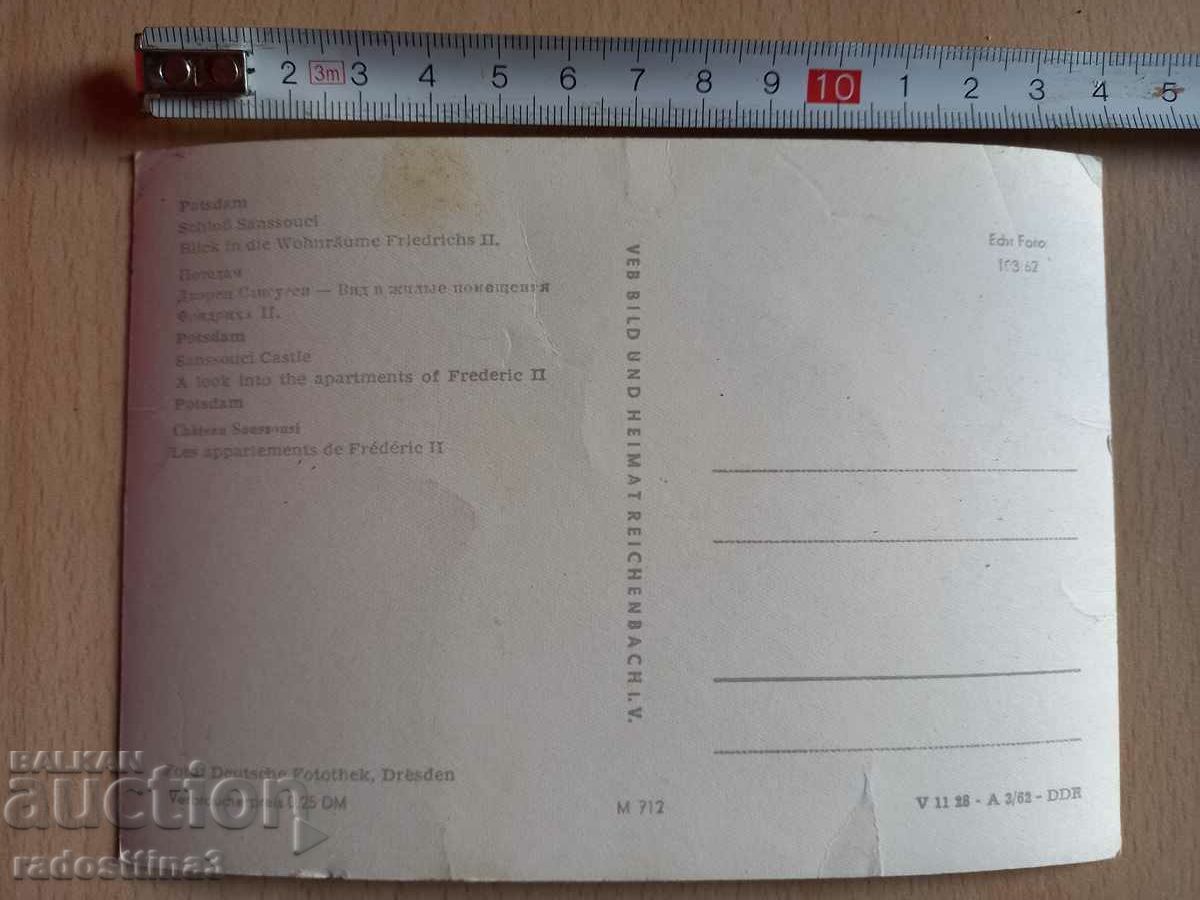 2 3m 3 4 5 6 7 8 9 10 1 2 3 4 5
Potsdam
Schloß Sanssouci
Blick in die Wohnräume Friedrichs II.
Потсдам
Дворец Сансуси — Вид в жилые помещения
Фридриха II.
Potsdam
Sanssouci Castle
A look into the apartments of Frederic II
Potsdam
Château Sanssouci
Les appartements de Frédéric II
VEB BILD UND HEIMAT REICHENBACH I. V.
Echt Foto
103/62
Foto: Deutsche Fotothek, Dresden
Verbraucherpreis 0,25 DM
M 712
V 11 28 - A 3/62 - DDR
BALKAN
auction
radosttina3